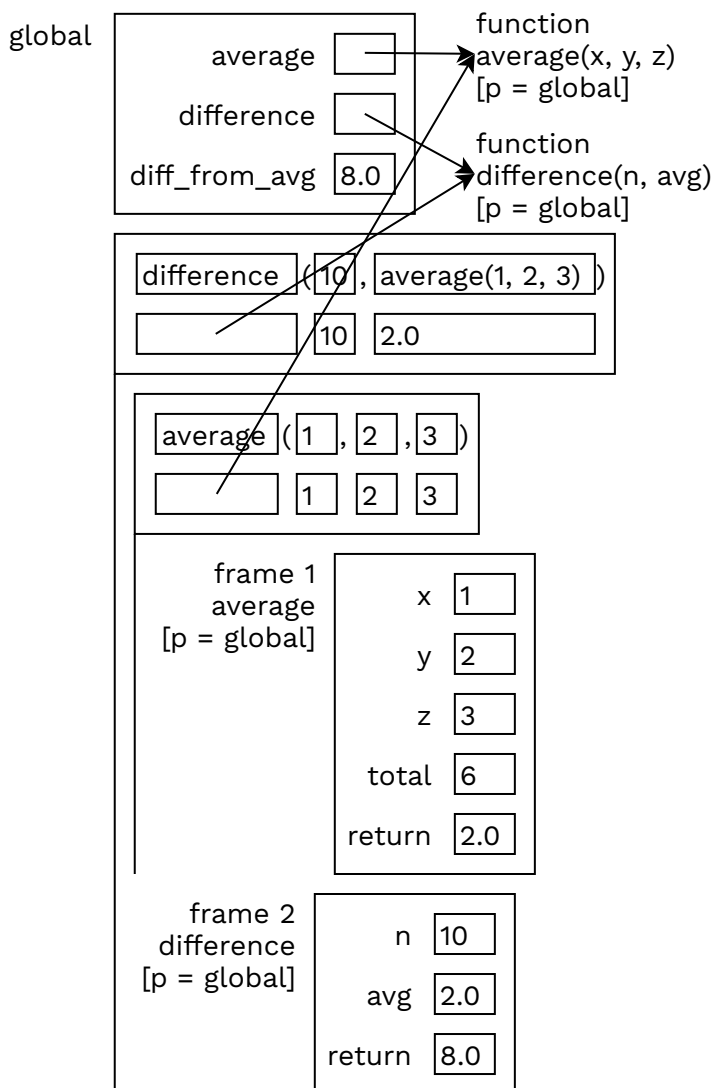 global
average
function
average(x, y, z)
[p = global]
difference
function
difference(n, avg)
[p = global]
diff_from_avg 8.0
difference ( 10 , average(1, 2, 3) )
10 2.0
average ( 1 , 2 , 3 )
1 2 3
frame 1
average
[p = global]
x 1
y 2
z 3
total 6
return 2.0
frame 2
difference
[p = global]
n 10
avg 2.0
return 8.0